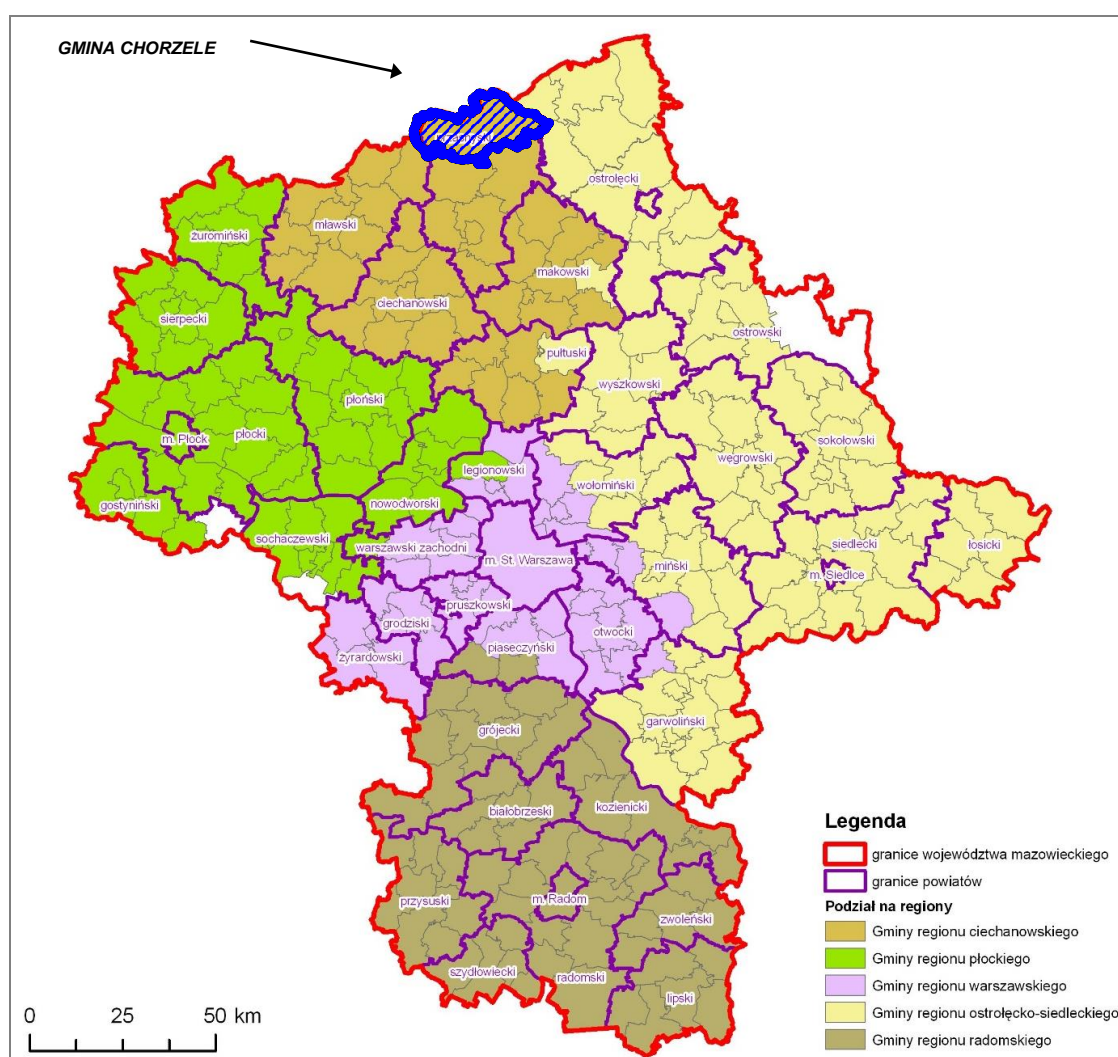 GMINA CHORZELE
ostrołęcki
mławski
żuromiński
makowski
ciechanowski
sierpecki
ostrowski
pułtuski
wyszkowski
płoński
m. Płock
płocki
sokołowski
węgrowski
legionowski
wołomiński
gostyniński
nowodworski
sochaczewski
warszawski zachodni
siedlecki
łosicki
m. St. Warszawa
miński
m. Siedlce
pruszkowski
grodziski
otwocki
piaseczyński
żyrardowski
garwoliński
grójecki
białobrzeski
kozienicki
przysuski
m. Radom
zwoleński
szydłowiecki
radomski
lipski
Legenda
granice województwa mazowieckiego
granice powiatów
Podział na regiony
Gminy regionu ciechanowskiego
Gminy regionu płockiego
Gminy regionu warszawskiego
Gminy regionu ostrołęcko-siedleckiego
Gminy regionu radomskiego
0 25 50 km